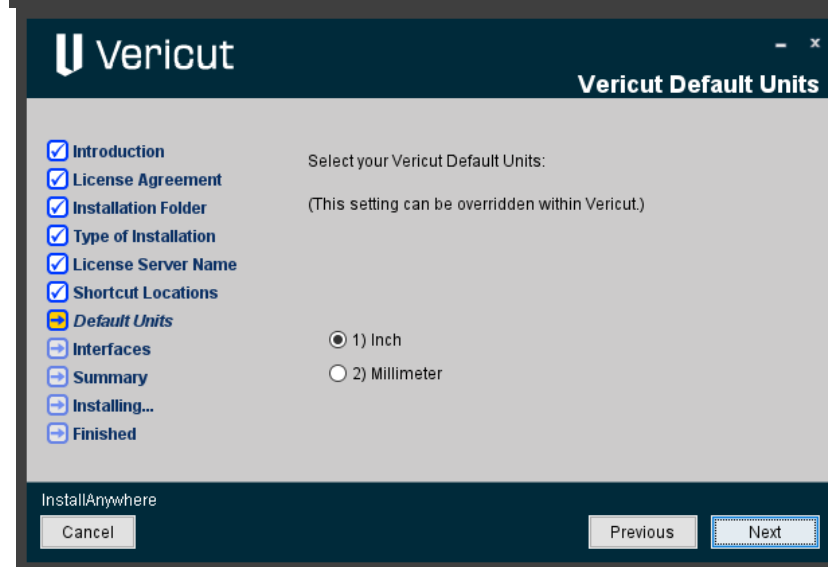 Vericut
Vericut Default Units
Introduction
License Agreement
Installation Folder
Type of Installation
License Server Name
Shortcut Locations
Default Units
Interfaces
Summary
Installing...
Finished
Select your Vericut Default Units:
(This setting can be overridden within Vericut.)
1) Inch
2) Millimeter
InstallAnywhere
Cancel
Previous
Next